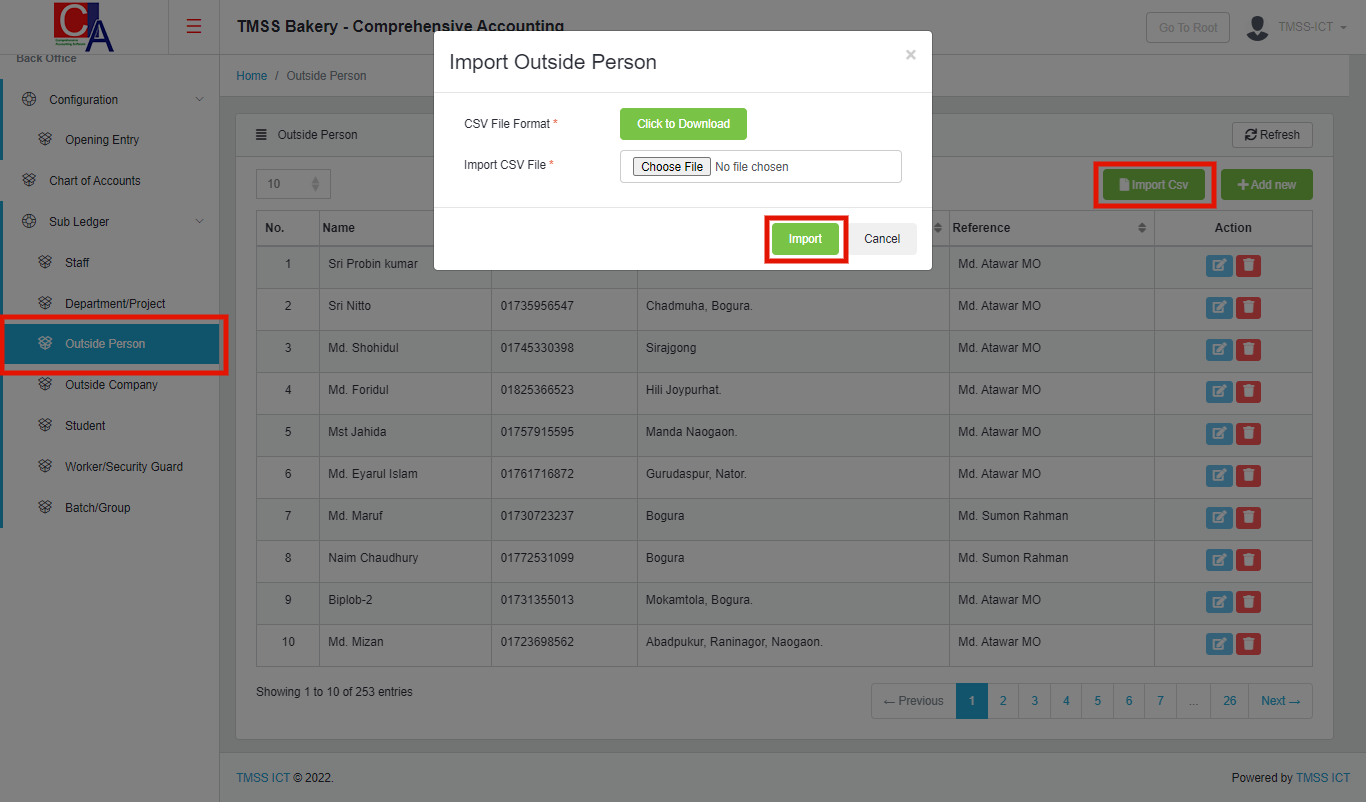 CA
TMSS Bakery - Comprehensive Accounting
Go To Root
TMSS-ICT
Back Office
Configuration
Opening Entry
Chart of Accounts
Sub Ledger
Staff
Department/Project
Outside Person
Outside Company
Student
Worker/Security Guard
Batch/Group
Home / Outside Person
Outside Person
Refresh
10
Import Csv
Add new
Import Outside Person
×
CSV File Format *
Click to Download
Import CSV File *
Choose File No file chosen
Import
Cancel
No. Name Reference Action
1 Sri Probin kumar Md. Atawar MO
2 Sri Nitto 01735956547 Chadmuha, Bogura. Md. Atawar MO
3 Md. Shohidul 01745330398 Sirajgong Md. Atawar MO
4 Md. Foridul 01825366523 Hili Joypurhat. Md. Atawar MO
5 Mst Jahida 01757915595 Manda Naogaon. Md. Atawar MO
6 Md. Eyarul Islam 01761716872 Gurudaspur, Nator. Md. Atawar MO
7 Md. Maruf 01730723237 Bogura Md. Sumon Rahman
8 Naim Chaudhury 01772531099 Bogura Md. Sumon Rahman
9 Biplob-2 01731355013 Mokamtola, Bogura. Md. Atawar MO
10 Md. Mizan 01723698562 Abadpukur, Raninagor, Naogaon. Md. Atawar MO
Showing 1 to 10 of 253 entries
← Previous 1 2 3 4 5 6 7 ... 26 Next →
TMSS ICT © 2022.
Powered by TMSS ICT